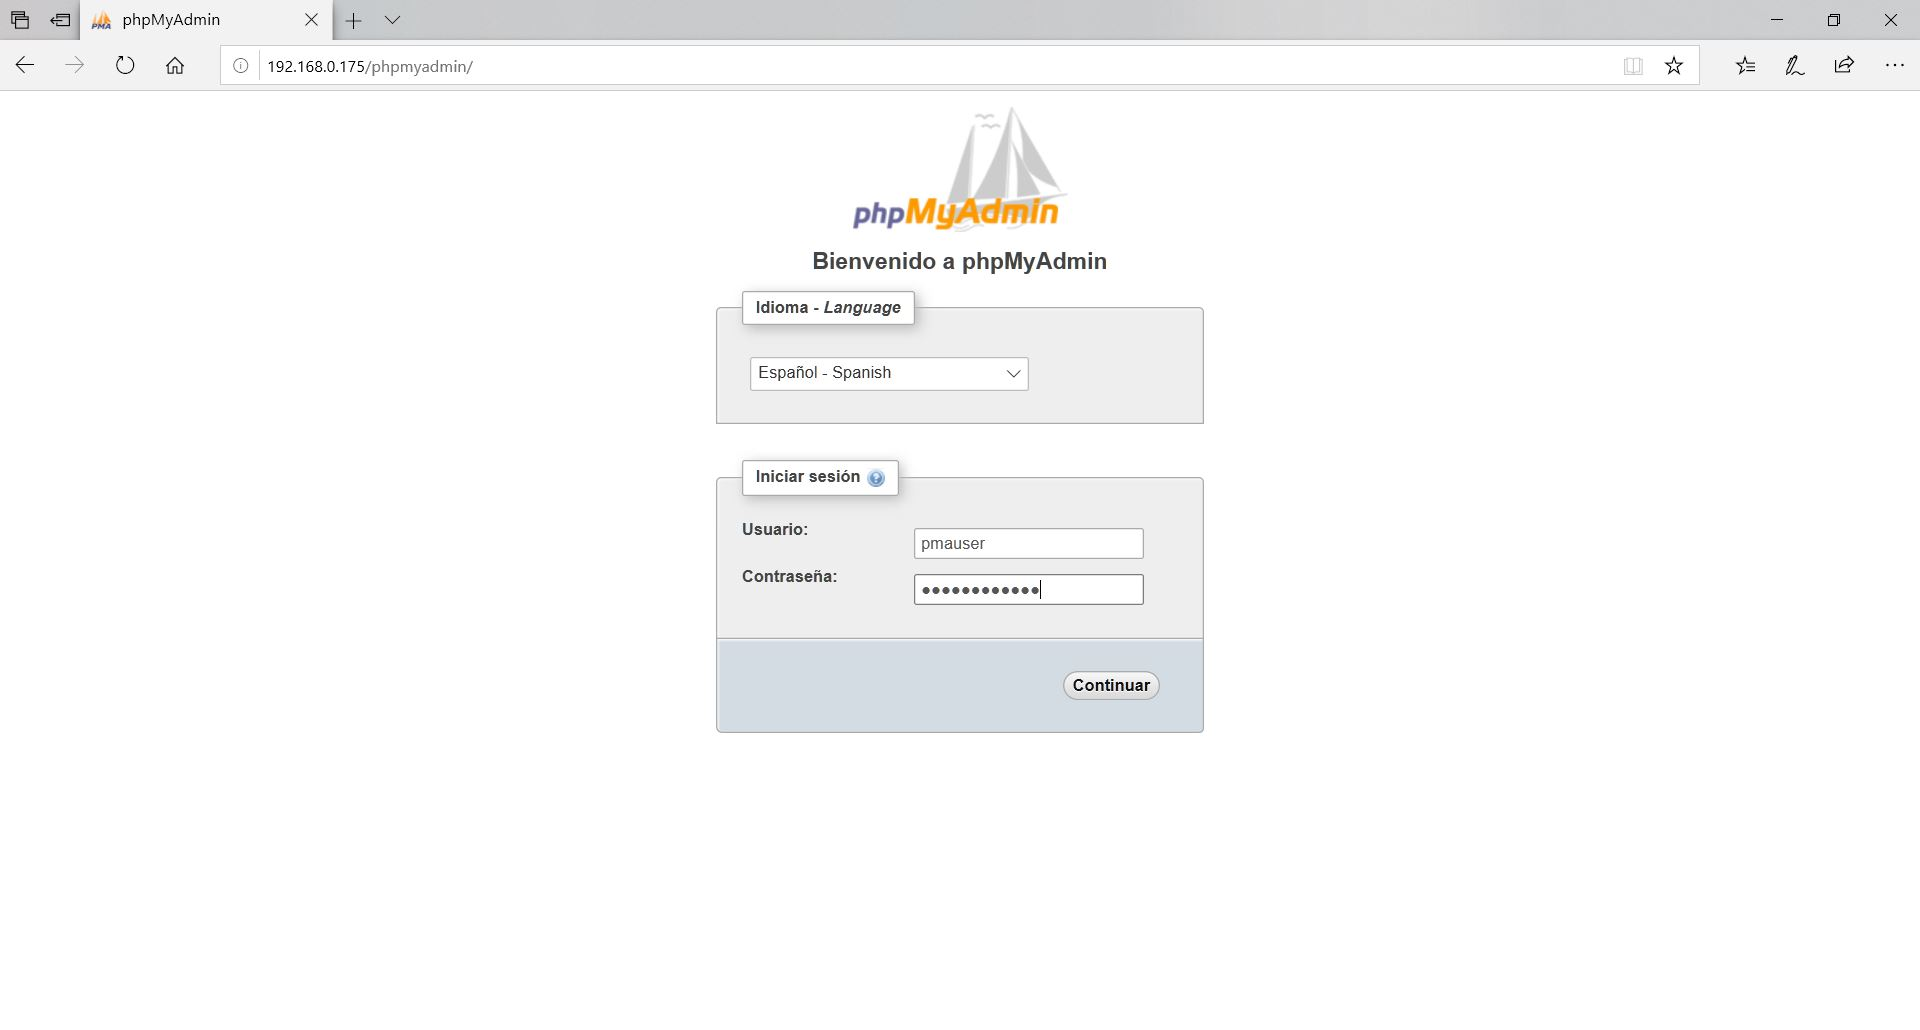 phpMyAdmin
192.168.0.175/phpmyadmin/
phpMyAdmin
Bienvenido a phpMyAdmin
Idioma - Language
Español - Spanish
Iniciar sesión
Usuario:
pmauser
Contraseña:
••••••••••••
Continuar